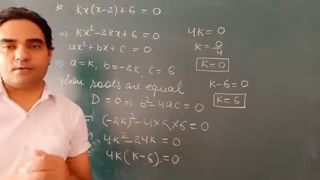 kx(x-2)+6=0
⇒ kx²-2kx+6=0
ax²+bx+c=0
⇒ a=k, b=-2k, c=6
given roots are equal
D=0 ⇒ b²-4ac=0
⇒ (-2k)²-4×k×6=0
4k²-24k=0
4k(k-6)=0
4k=0
k=0/4
k=0
k-6=0
k=6